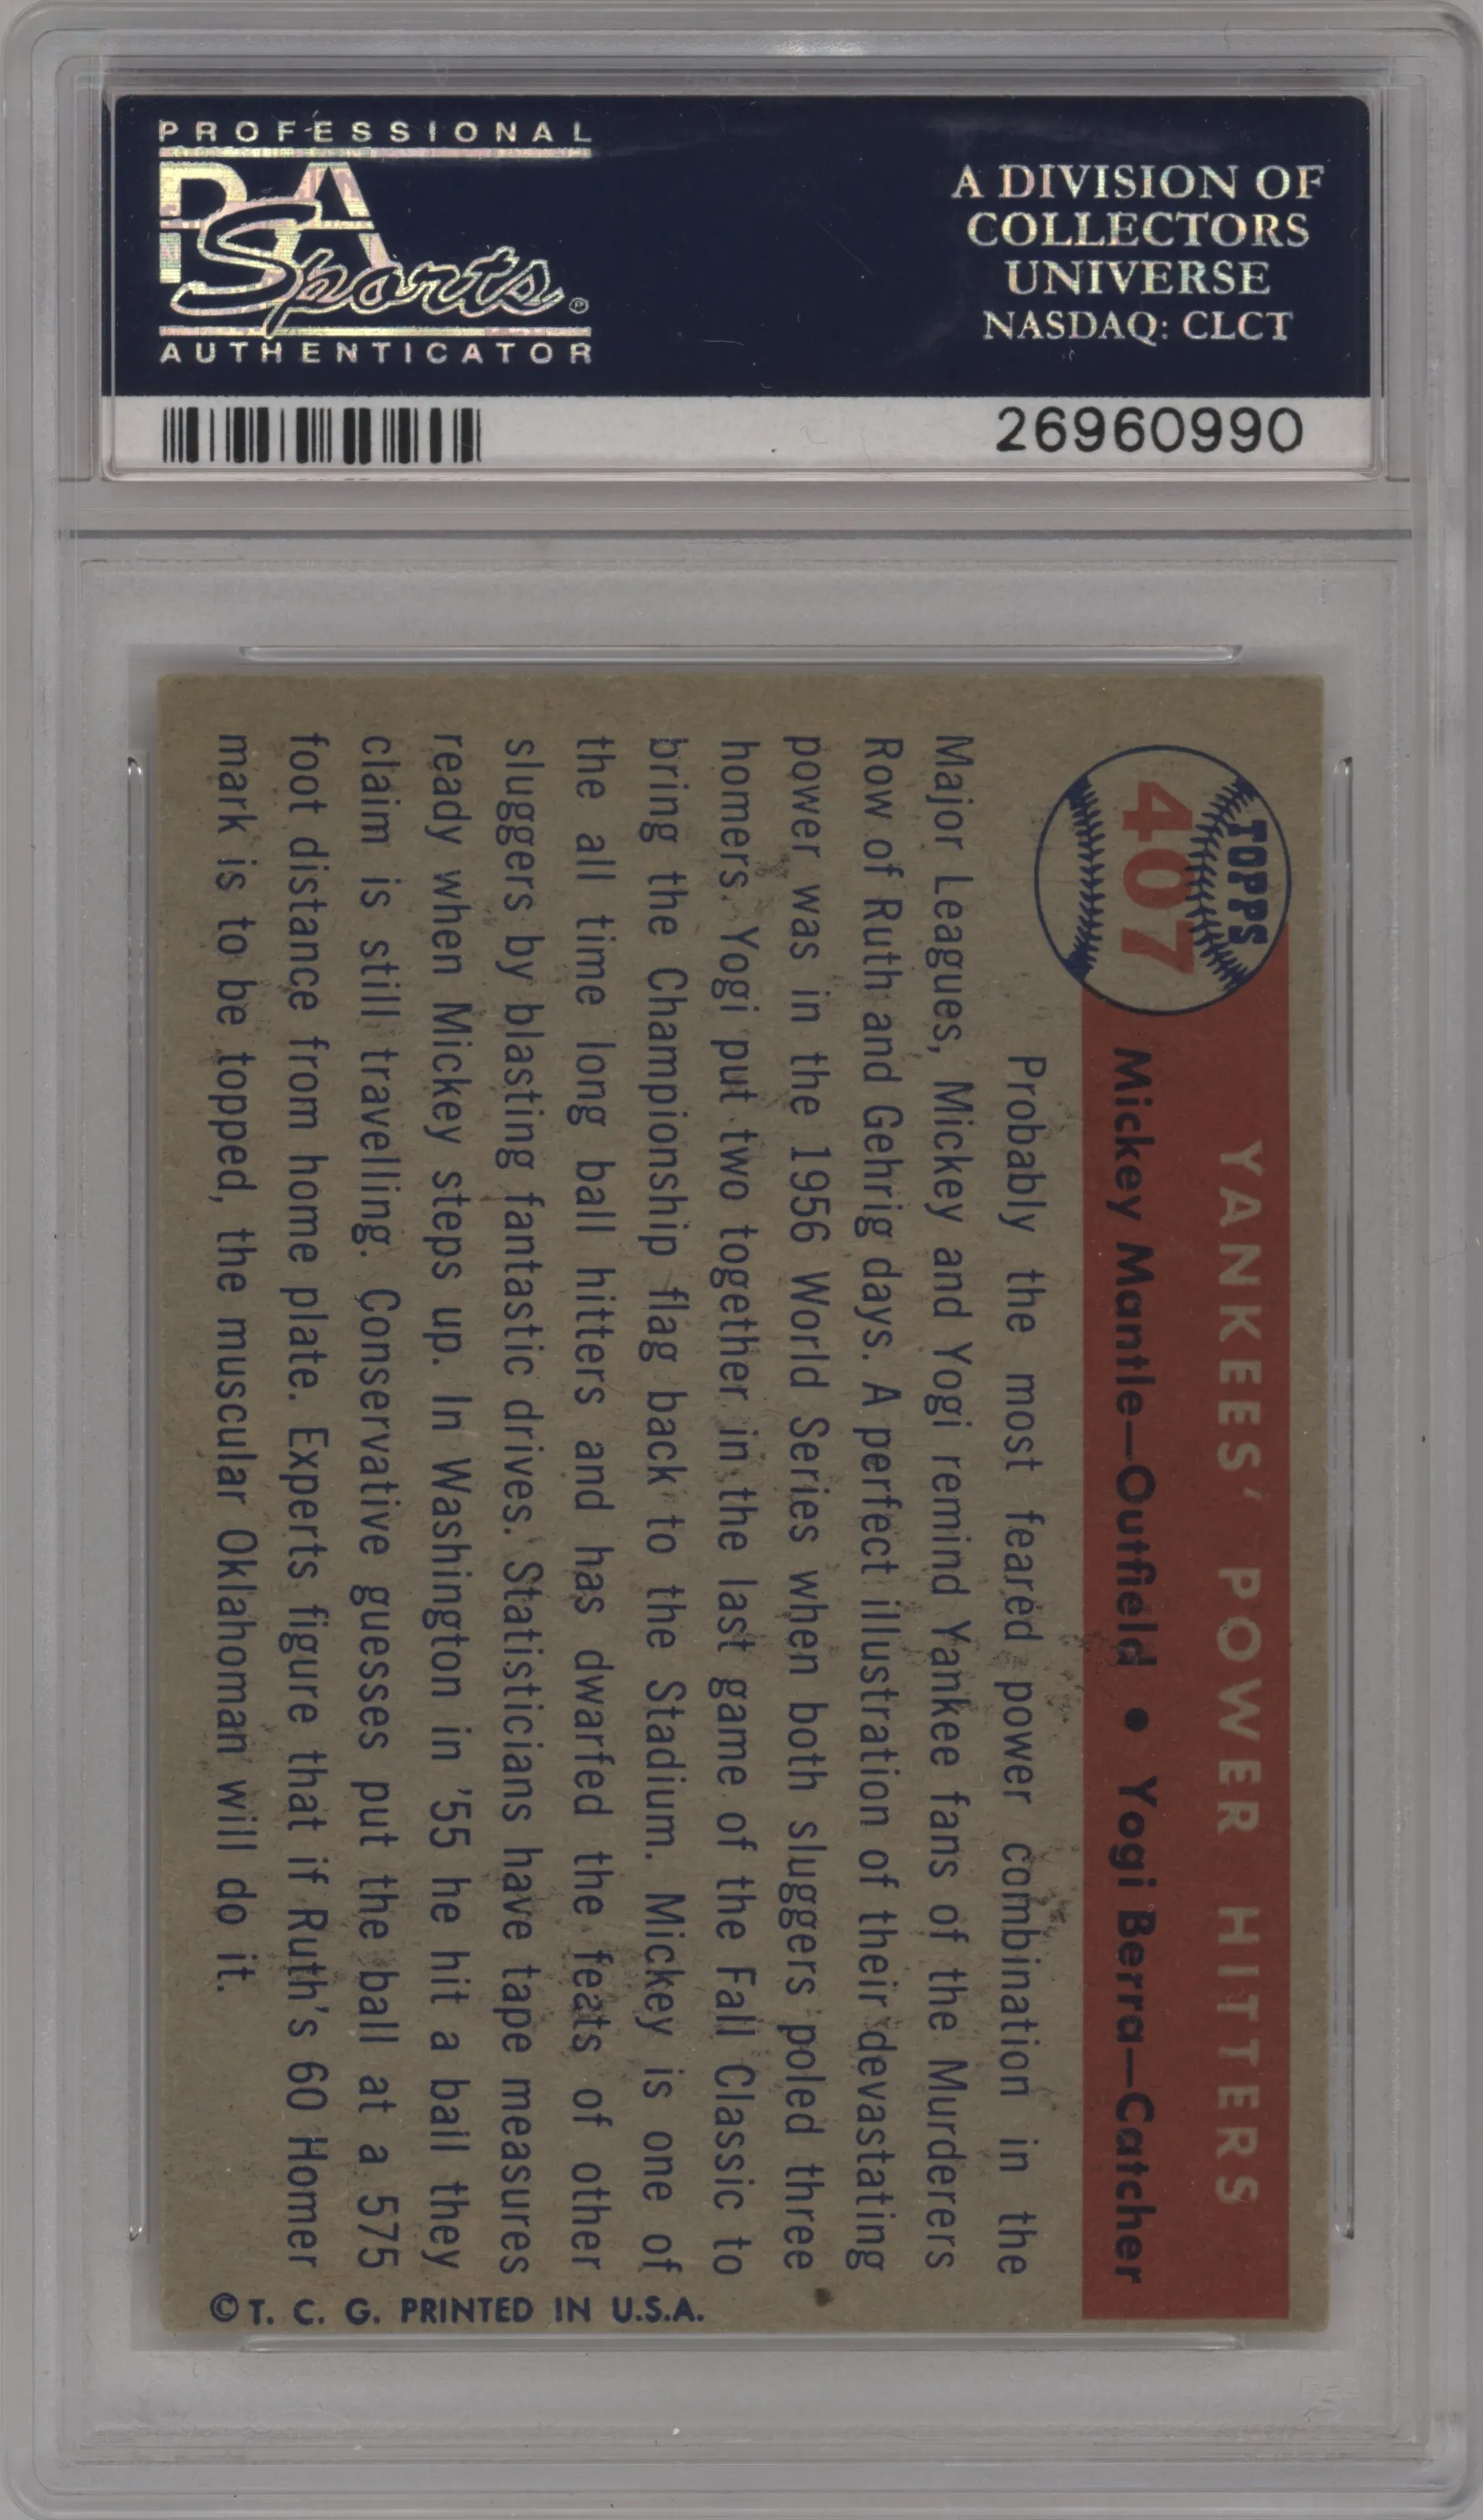 PROFESSIONAL
PSA
Sports
AUTHENTICATOR
A DIVISION OF
COLLECTORS
UNIVERSE
NASDAQ: CLCT
26960990
TOPPS
407
YANKEES' POWER HITTERS
Mickey Mantle—Outfield • Yogi Berra—Catcher
Probably the most feared power combination in the
Major Leagues, Mickey and Yogi remind Yankee fans of the Murderers
Row of Ruth and Gehrig days. A perfect illustration of their devastating
power was in the 1956 World Series when both sluggers poled three
homers. Yogi put two together in the last game of the Fall Classic to
bring the Championship flag back to the Stadium. Mickey is one of
the all time long ball hitters and has dwarfed the feats of other
sluggers by blasting fantastic drives. Statisticians have tape measures
ready when Mickey steps up. In Washington in '55 he hit a ball they
claim is still travelling. Conservative guesses put the ball at a 575
foot distance from home plate. Experts figure that if Ruth's 60 Homer
mark is to be topped, the muscular Oklahoman will do it.
© T. C. G. PRINTED IN U.S.A.